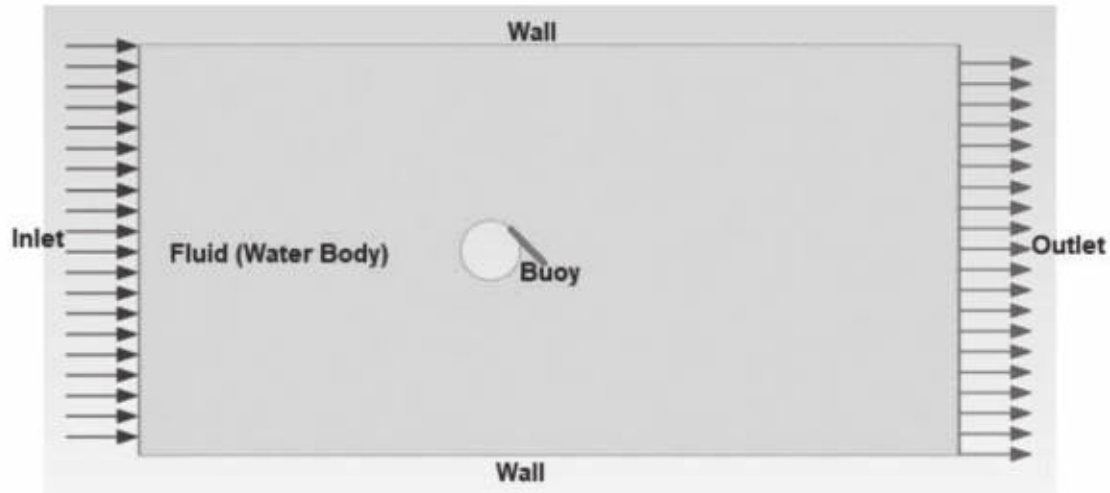 Wall
Inlet
Fluid (Water Body)
Buoy
Outlet
Wall